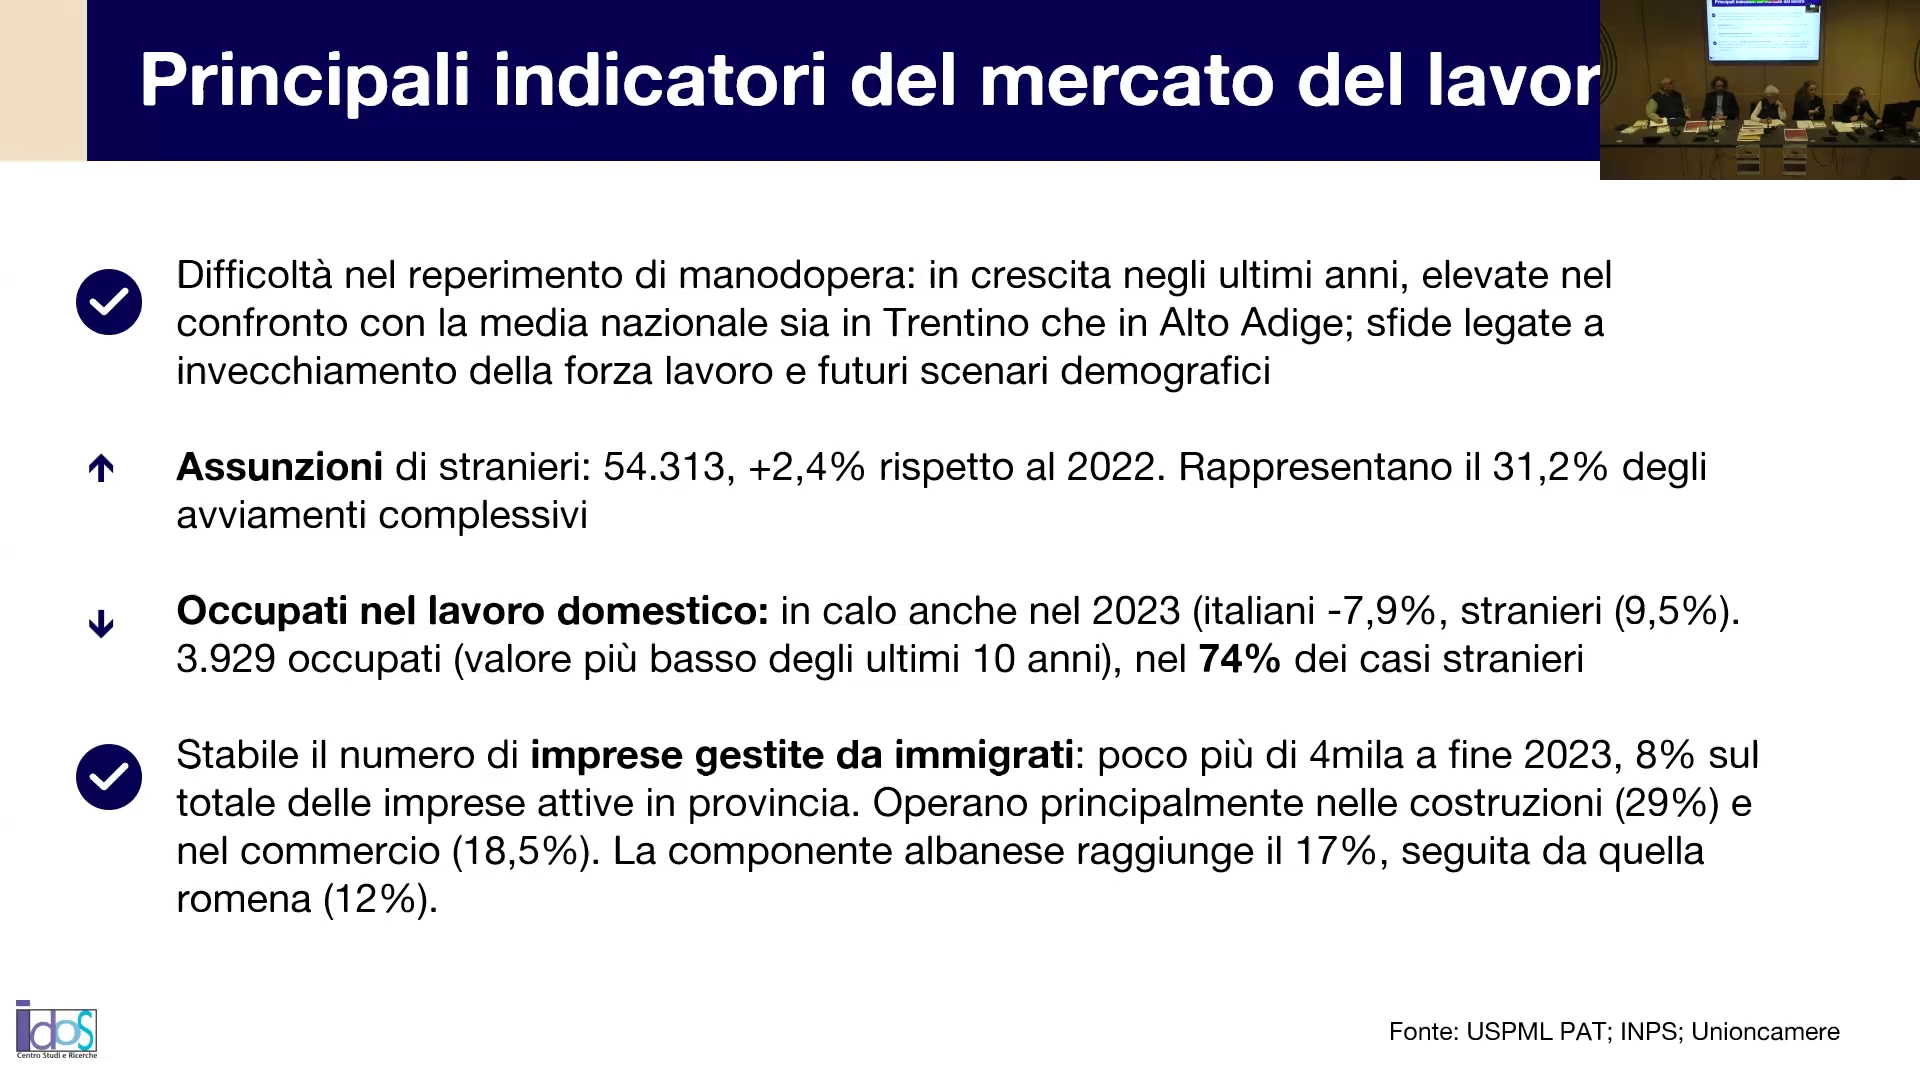 Principali indicatori del mercato del lavor
Difficoltà nel reperimento di manodopera: in crescita negli ultimi anni, elevate nel
confronto con la media nazionale sia in Trentino che in Alto Adige; sfide legate a
invecchiamento della forza lavoro e futuri scenari demografici
Assunzioni di stranieri: 54.313, +2,4% rispetto al 2022. Rappresentano il 31,2% degli
avviamenti complessivi
Occupati nel lavoro domestico: in calo anche nel 2023 (italiani -7,9%, stranieri (9,5%).
3.929 occupati (valore più basso degli ultimi 10 anni), nel 74% dei casi stranieri
Stabile il numero di imprese gestite da immigrati: poco più di 4mila a fine 2023, 8% sul
totale delle imprese attive in provincia. Operano principalmente nelle costruzioni (29%) e
nel commercio (18,5%). La componente albanese raggiunge il 17%, seguita da quella
romena (12%).
idos
Centro Studi e Ricerche
Fonte: USPML PAT; INPS; Unioncamere